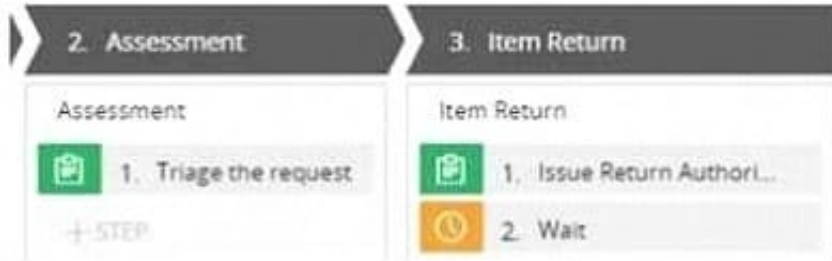 2. Assessment
3. Item Return
Assessment
1. Triage the request
+ STEP
Item Return
1. Issue Return Authori...
2. Wait